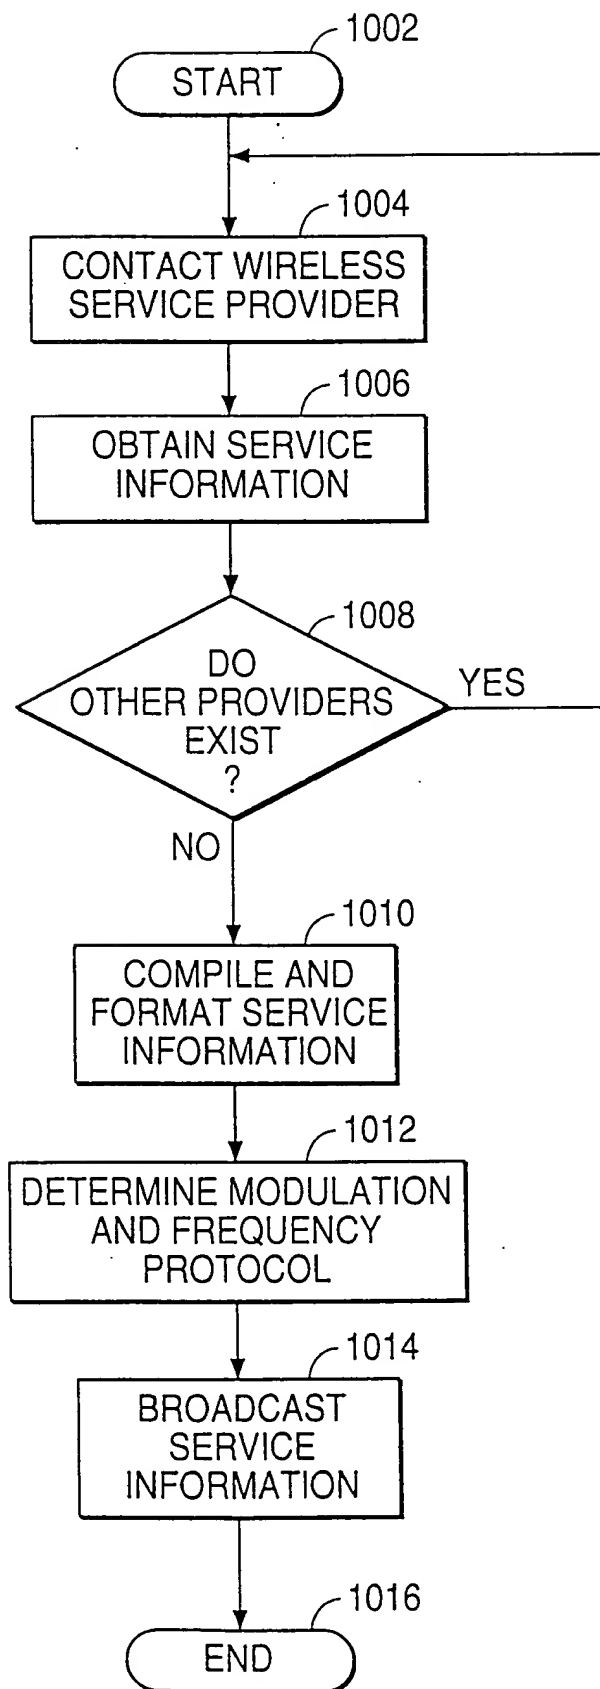 1002
START
1004
CONTACT WIRELESS
SERVICE PROVIDER
1006
OBTAIN SERVICE
INFORMATION
1008
DO
OTHER PROVIDERS
EXIST
?
YES
NO
1010
COMPILE AND
FORMAT SERVICE
INFORMATION
1012
DETERMINE MODULATION
AND FREQUENCY
PROTOCOL
1014
BROADCAST
SERVICE
INFORMATION
1016
END